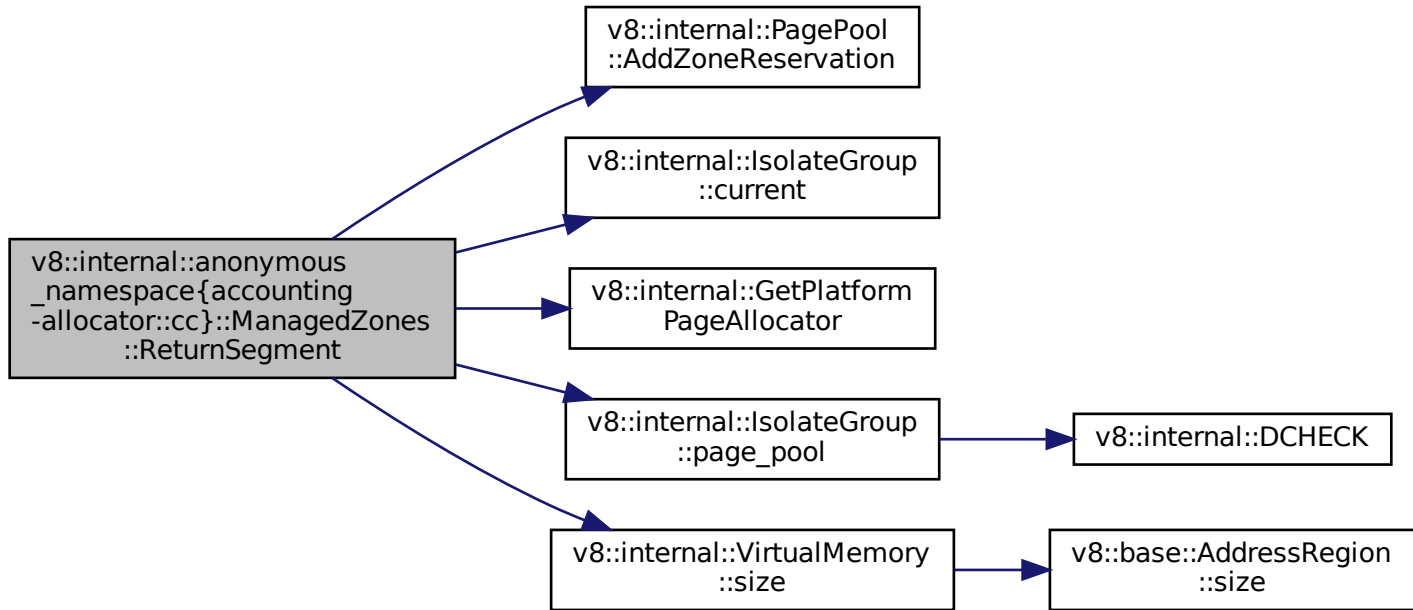 v8::internal::PagePool
::AddZoneReservation
v8::internal::IsolateGroup
::current
v8::internal::anonymous
_namespace{accounting
-allocator::cc}::ManagedZones
::ReturnSegment
v8::internal::GetPlatform
PageAllocator
v8::internal::IsolateGroup
::page_pool
v8::internal::DCHECK
v8::internal::VirtualMemory
::size
v8::base::AddressRegion
::size